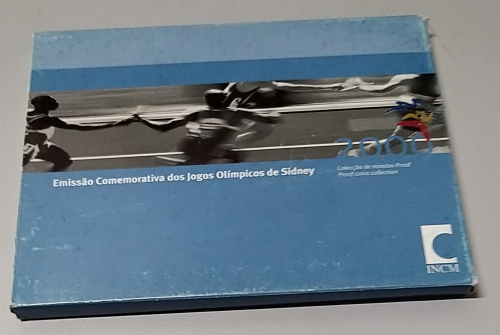 2000
Emissão Comemorativa dos Jogos Olímpicos de Sidney
Colecção de moedas Proof
Proof coins collection
INCM